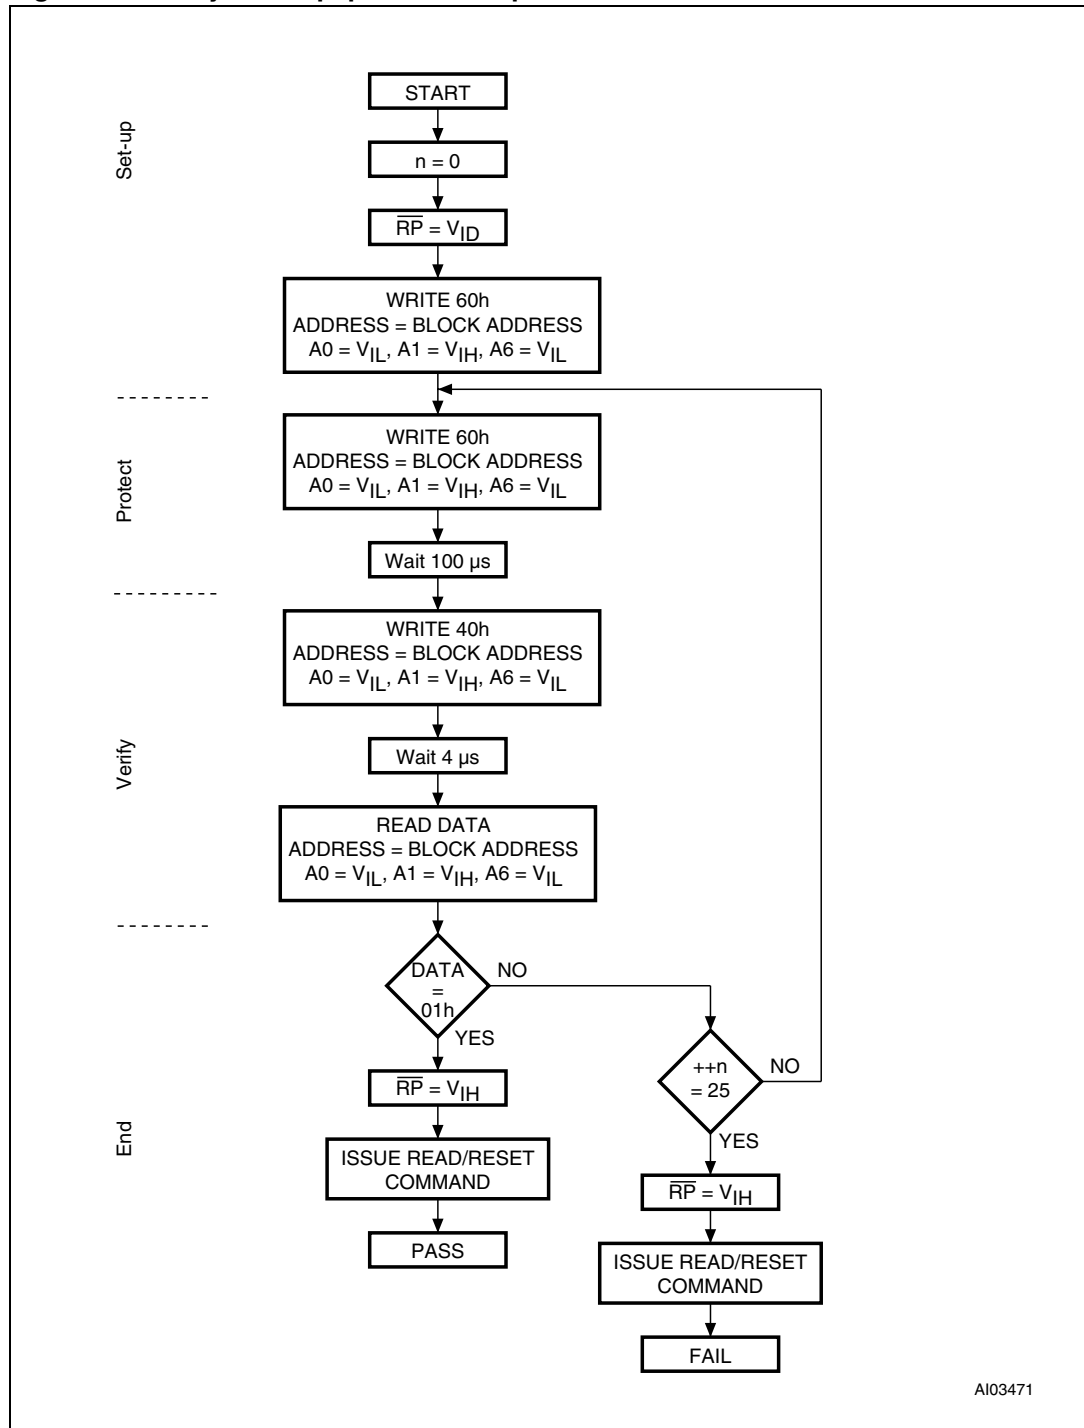 START
Set-up
n = 0
R̅P̅ = VID
WRITE 60h
ADDRESS = BLOCK ADDRESS
A0 = VIL, A1 = VIH, A6 = VIL
Protect
WRITE 60h
ADDRESS = BLOCK ADDRESS
A0 = VIL, A1 = VIH, A6 = VIL
Wait 100 µs
WRITE 40h
ADDRESS = BLOCK ADDRESS
A0 = VIL, A1 = VIH, A6 = VIL
Verify
Wait 4 µs
READ DATA
ADDRESS = BLOCK ADDRESS
A0 = VIL, A1 = VIH, A6 = VIL
DATA
=
01h
NO
YES
++n
= 25
NO
YES
End
R̅P̅ = VIH
ISSUE READ/RESET
COMMAND
PASS
R̅P̅ = VIH
ISSUE READ/RESET
COMMAND
FAIL
AI03471